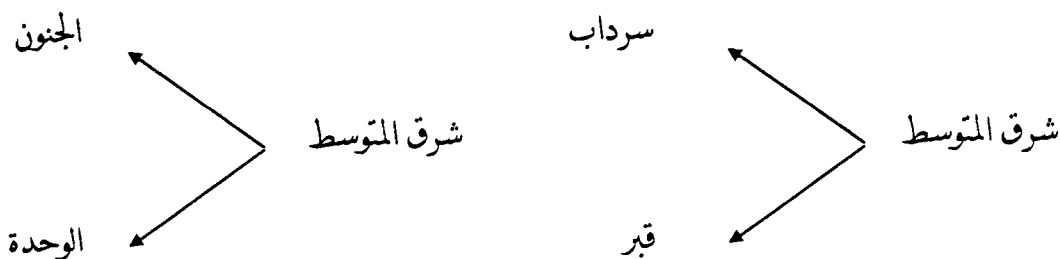 سرداب
شرق المتوسط
قبر
الجنون
شرق المتوسط
الوحدة